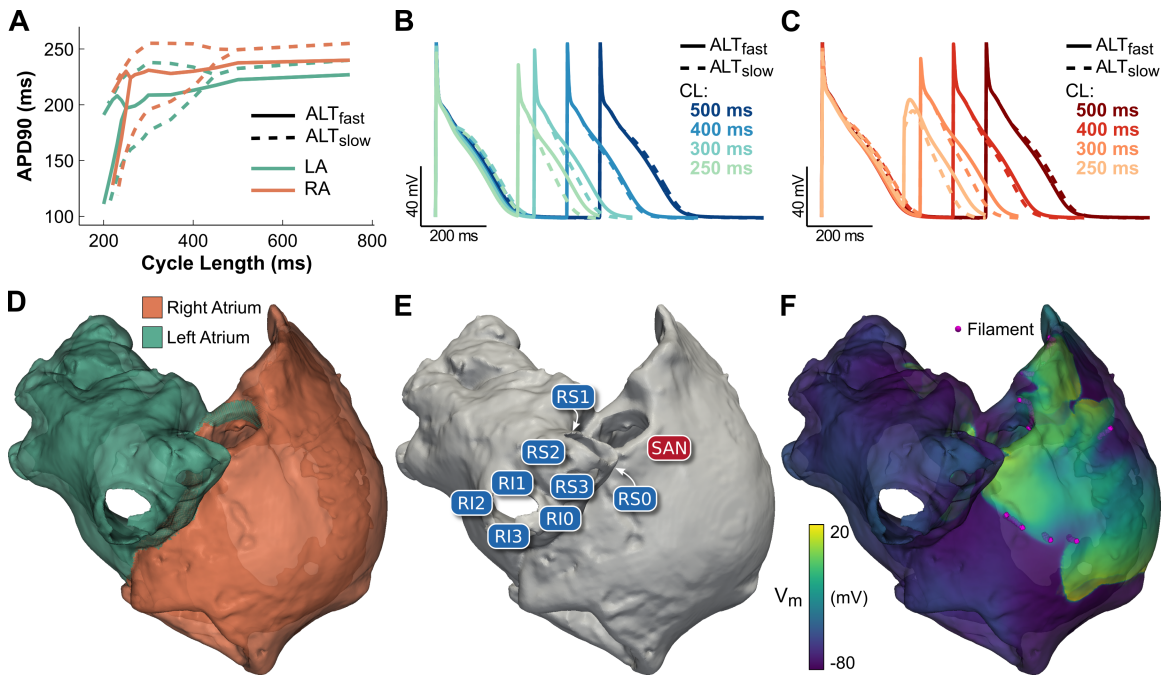 A
APD90 (ms)
250
200
150
100
200
400
600
800
Cycle Length (ms)
ALTfast
ALTslow
LA
RA
B
ALTfast
ALTslow
CL:
500 ms
400 ms
300 ms
250 ms
40 mV
200 ms
C
ALTfast
ALTslow
CL:
500 ms
400 ms
300 ms
250 ms
40 mV
200 ms
D
Right Atrium
Left Atrium
E
RS1
RS2
SAN
RI1
RS3
RS0
RI2
RI0
RI3
F
Filament
20
Vm
(mV)
-80